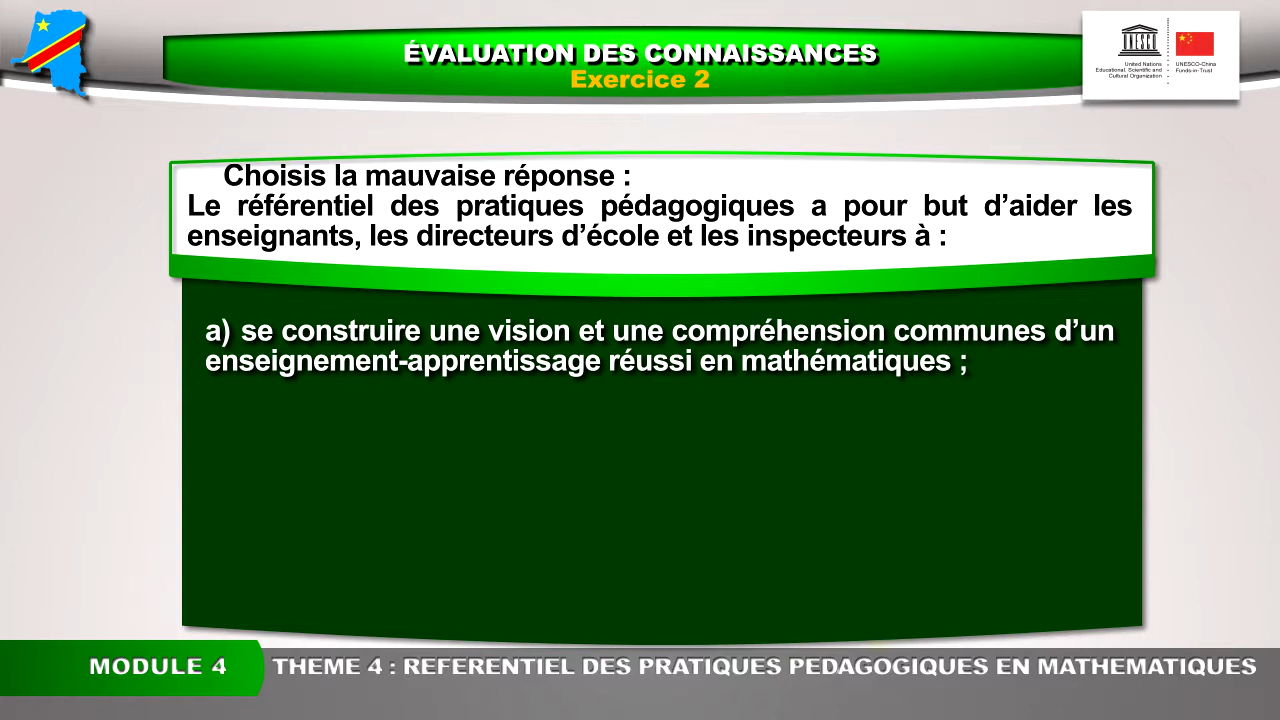 ÉVALUATION DES CONNAISSANCES
Exercice 2
UNESCO
United Nations
Educational, Scientific and
Cultural Organization
UNESCO-China
Funds-in-Trust
Choisis la mauvaise réponse :
Le référentiel des pratiques pédagogiques a pour but d’aider les
enseignants, les directeurs d’école et les inspecteurs à :
a) se construire une vision et une compréhension communes d’un
enseignement-apprentissage réussi en mathématiques ;
MODULE 4
THEME 4 : REFERENTIEL DES PRATIQUES PEDAGOGIQUES EN MATHEMATIQUES